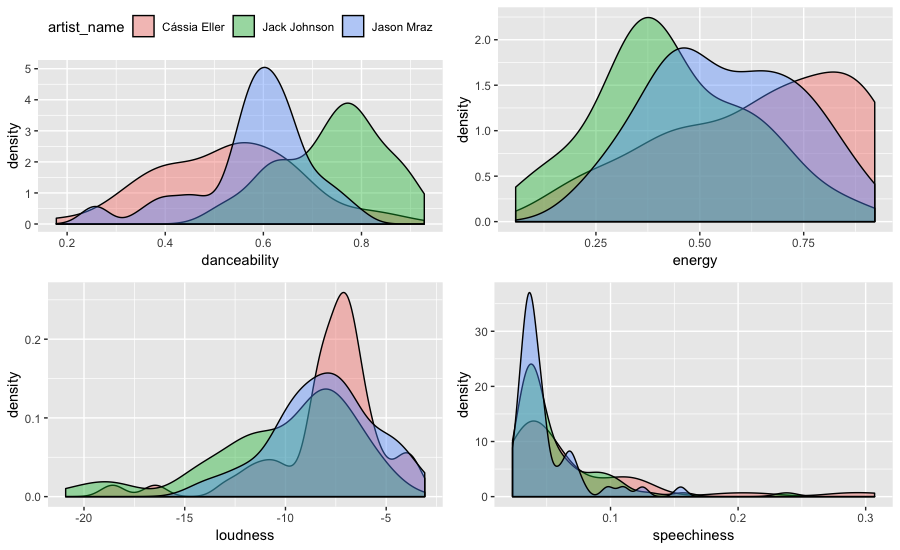 artist_name Cássia Eller Jack Johnson Jason Mraz
5
4
3
2
1
0
density
0.2 0.4 0.6 0.8
danceability
2.0
1.5
1.0
0.5
0.0
density
0.25 0.50 0.75
energy
0.2
0.1
0.0
density
-20 -15 -10 -5
loudness
30
20
10
0
density
0.1 0.2 0.3
speechiness